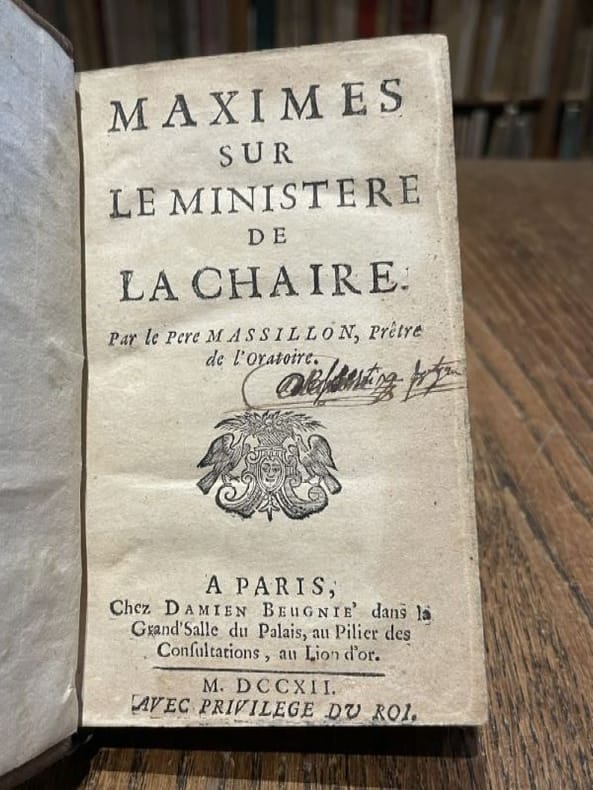 MAXIMES
SUR
LE MINISTERE
DE
LA CHAIRE.
Par le Pere MASSILLON, Prêtre
de l'Oratoire.
A PARIS,
Chez DAMIEN BEUGNIE' dans la
Grand'Salle du Palais, au Pilier des
Consultations, au Lion d'or.
M. DCCXII.
AVEC PRIVILEGE DU ROI.